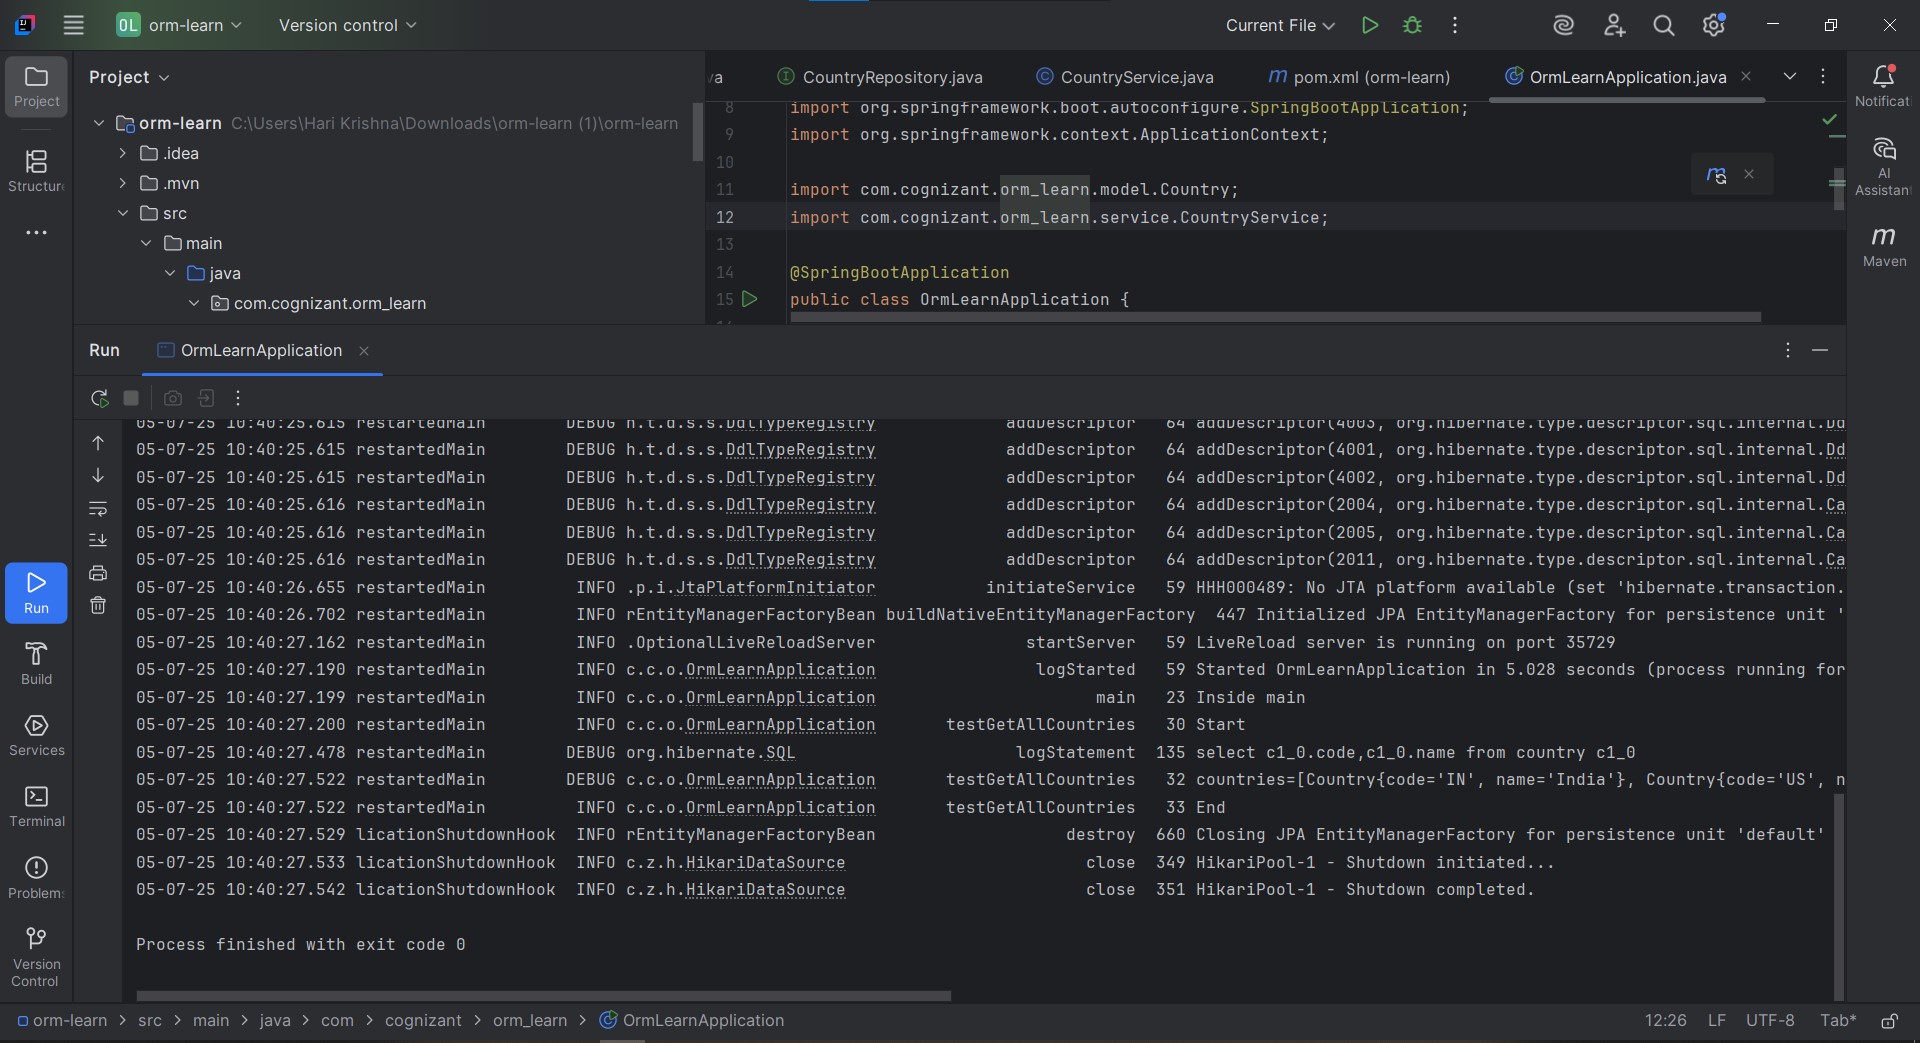 OL orm-learn Version control Current File
Project
Project
orm-learn C:\Users\Hari Krishna\Downloads\orm-learn (1)\orm-learn
.idea
.mvn
src
main
java
com.cognizant.orm_learn
Structure
va CountryRepository.java CountryService.java pom.xml (orm-learn) OrmLearnApplication.java
8 import org.springframework.boot.autoconfigure.SpringBootApplication;
9 import org.springframework.context.ApplicationContext;
10
11 import com.cognizant.orm_learn.model.Country;
12 import com.cognizant.orm_learn.service.CountryService;
13
14 @SpringBootApplication
15 public class OrmLearnApplication {
Notificati
AI
Assistant
Maven
Run OrmLearnApplication
05-07-25 10:40:25.615 restartedMain DEBUG h.t.d.s.s.DdlTypeRegistry addDescriptor 64 addDescriptor(4003, org.hibernate.type.descriptor.sql.internal.Dd
05-07-25 10:40:25.615 restartedMain DEBUG h.t.d.s.s.DdlTypeRegistry addDescriptor 64 addDescriptor(4001, org.hibernate.type.descriptor.sql.internal.Dd
05-07-25 10:40:25.615 restartedMain DEBUG h.t.d.s.s.DdlTypeRegistry addDescriptor 64 addDescriptor(4002, org.hibernate.type.descriptor.sql.internal.Dd
05-07-25 10:40:25.616 restartedMain DEBUG h.t.d.s.s.DdlTypeRegistry addDescriptor 64 addDescriptor(2004, org.hibernate.type.descriptor.sql.internal.Ca
05-07-25 10:40:25.616 restartedMain DEBUG h.t.d.s.s.DdlTypeRegistry addDescriptor 64 addDescriptor(2005, org.hibernate.type.descriptor.sql.internal.Ca
05-07-25 10:40:25.616 restartedMain DEBUG h.t.d.s.s.DdlTypeRegistry addDescriptor 64 addDescriptor(2011, org.hibernate.type.descriptor.sql.internal.Ca
05-07-25 10:40:26.655 restartedMain INFO .p.i.JtaPlatformInitiator initiateService 59 HHH000489: No JTA platform available (set 'hibernate.transaction.
05-07-25 10:40:26.702 restartedMain INFO rEntityManagerFactoryBean buildNativeEntityManagerFactory 447 Initialized JPA EntityManagerFactory for persistence unit '
05-07-25 10:40:27.162 restartedMain INFO .OptionalLiveReloadServer startServer 59 LiveReload server is running on port 35729
05-07-25 10:40:27.190 restartedMain INFO c.c.o.OrmLearnApplication logStarted 59 Started OrmLearnApplication in 5.028 seconds (process running for
05-07-25 10:40:27.199 restartedMain INFO c.c.o.OrmLearnApplication main 23 Inside main
05-07-25 10:40:27.200 restartedMain INFO c.c.o.OrmLearnApplication testGetAllCountries 30 Start
05-07-25 10:40:27.478 restartedMain DEBUG org.hibernate.SQL logStatement 135 select c1_0.code,c1_0.name from country c1_0
05-07-25 10:40:27.522 restartedMain DEBUG c.c.o.OrmLearnApplication testGetAllCountries 32 countries=[Country{code='IN', name='India'}, Country{code='US', n
05-07-25 10:40:27.522 restartedMain INFO c.c.o.OrmLearnApplication testGetAllCountries 33 End
05-07-25 10:40:27.529 licationShutdownHook INFO rEntityManagerFactoryBean destroy 660 Closing JPA EntityManagerFactory for persistence unit 'default'
05-07-25 10:40:27.533 licationShutdownHook INFO c.z.h.HikariDataSource close 349 HikariPool-1 - Shutdown initiated...
05-07-25 10:40:27.542 licationShutdownHook INFO c.z.h.HikariDataSource close 351 HikariPool-1 - Shutdown completed.
Process finished with exit code 0
Run
Build
Services
Terminal
Problems
Version
Control
orm-learn > src > main > java > com > cognizant > orm_learn > OrmLearnApplication 12:26 LF UTF-8 Tab*